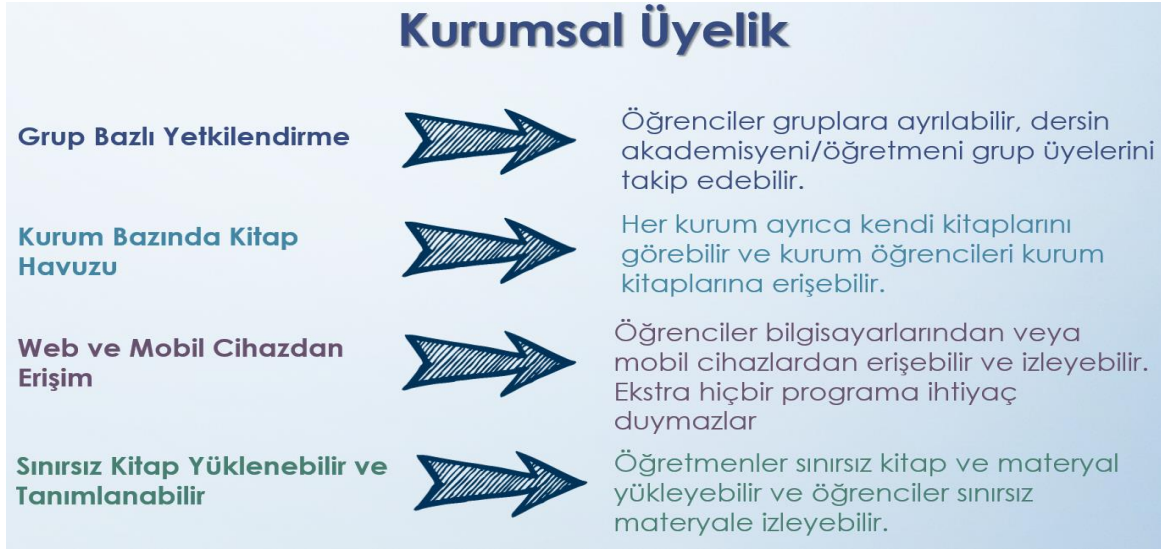 Kurumsal Üyelik
Grup Bazlı Yetkilendirme
Öğrenciler gruplara ayrılabilir, dersin
akademisyeni/öğretmeni grup üyelerini
takip edebilir.
Kurum Bazında Kitap
Havuzu
Her kurum ayrıca kendi kitaplarını
görebilir ve kurum öğrencileri kurum
kitaplarına erişebilir.
Web ve Mobil Cihazdan
Erişim
Öğrenciler bilgisayarlarından veya
mobil cihazlardan erişebilir ve izleyebilir.
Ekstra hiçbir programa ihtiyaç
duymazlar
Sınırsız Kitap Yüklenebilir ve
Tanımlanabilir
Öğretmenler sınırsız kitap ve materyal
yükleyebilir ve öğrenciler sınırsız
materyale izleyebilir.